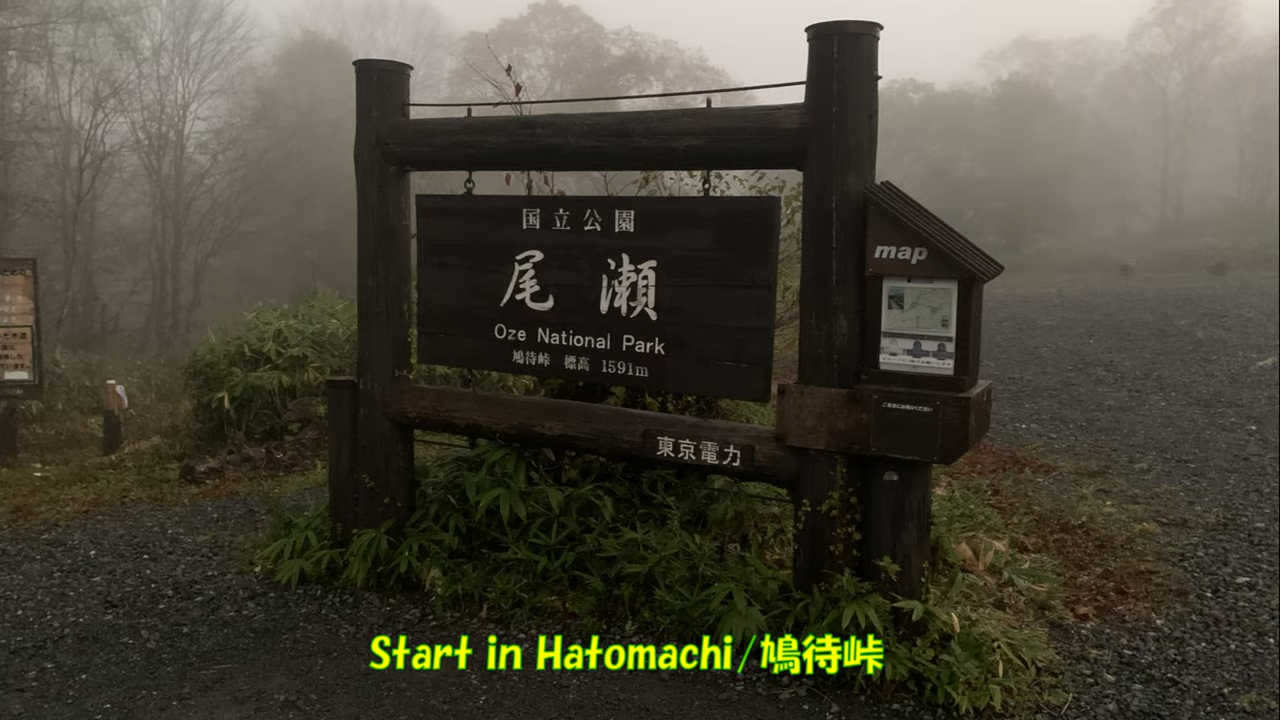 国立公園
尾瀬
Oze National Park
鳩待峠 標高 1591m
東京電力
map
Start in Hatomachi/鳩待峠